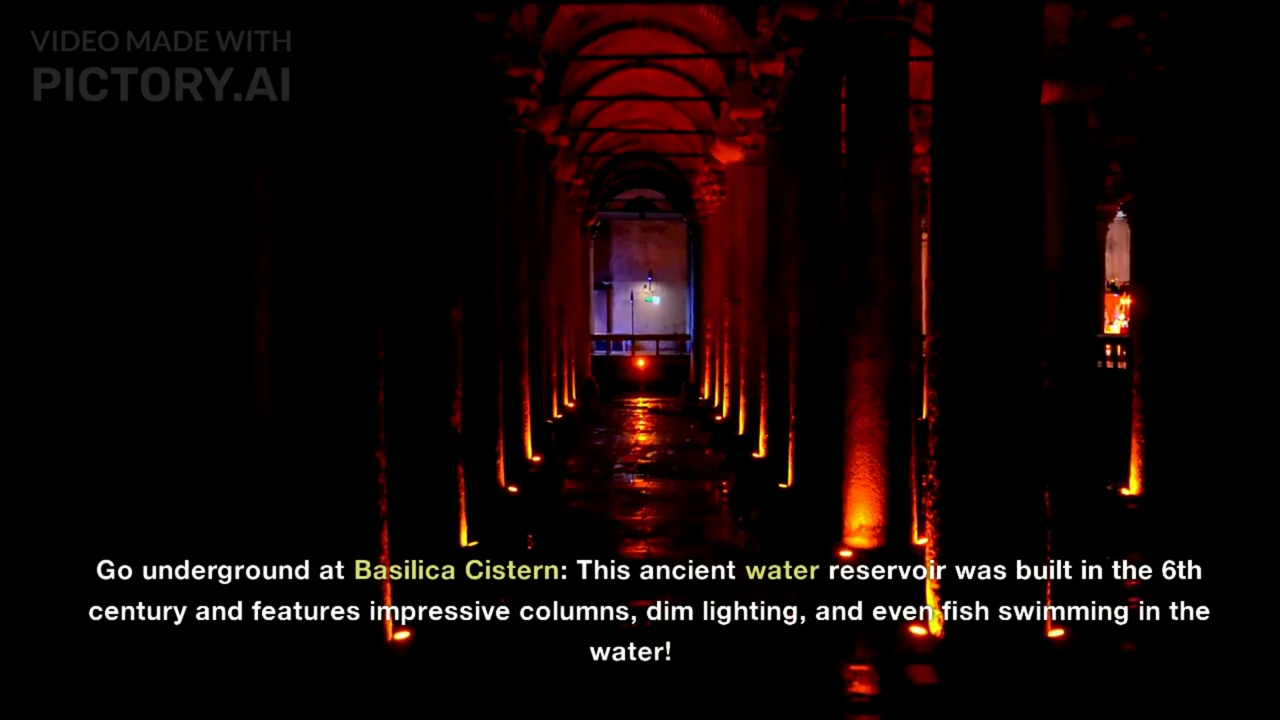 VIDEO MADE WITH
PICTORY.AI
Go underground at Basilica Cistern: This ancient water reservoir was built in the 6th
century and features impressive columns, dim lighting, and even fish swimming in the
water!